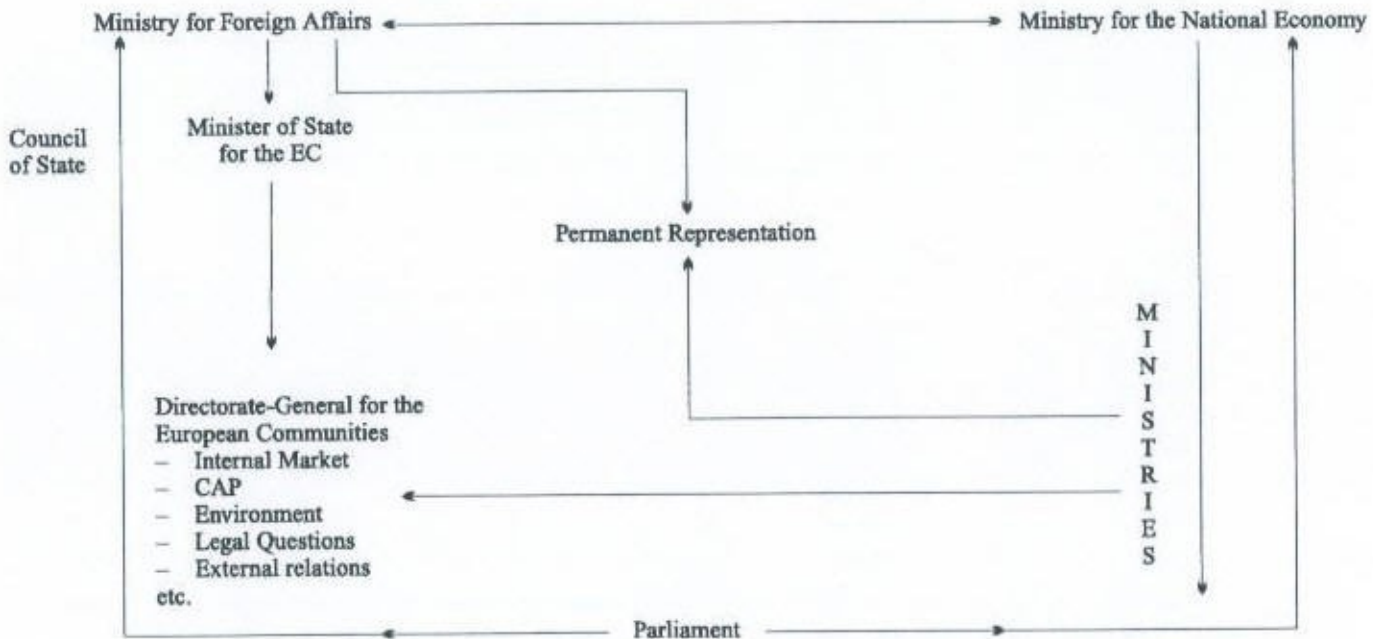 Ministry for Foreign Affairs
Ministry for the National Economy
Council
of State
Minister of State
for the EC
Permanent Representation
MINISTRIES
Directorate-General for the
European Communities
– Internal Market
– CAP
– Environment
– Legal Questions
– External relations
etc.
Parliament